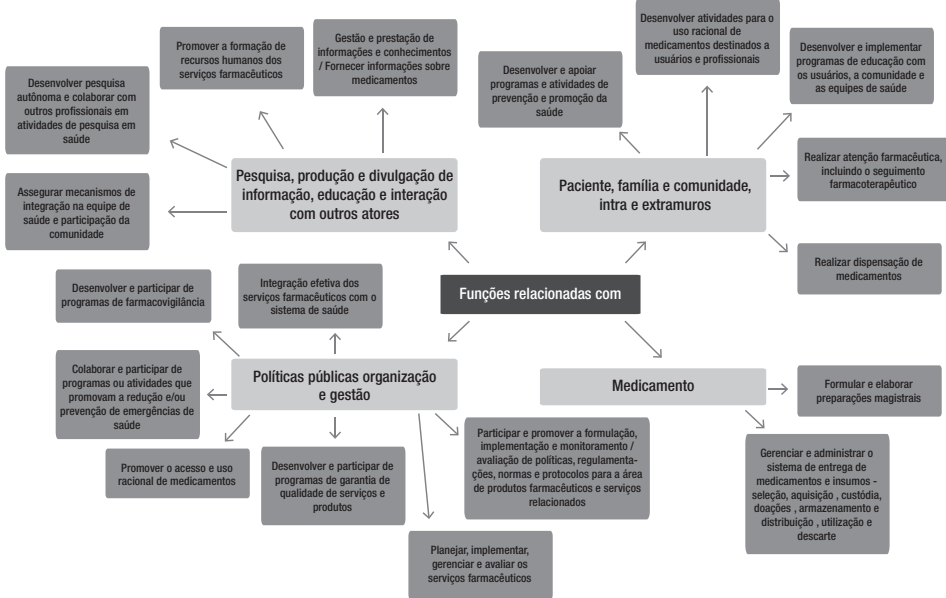 Promover a formação de
recursos humanos dos
serviços farmacêuticos
Gestão e prestação de
informações e conhecimentos
/ Fornecer informações sobre
medicamentos
Desenvolver pesquisa
autônoma e colaborar com
outros profissionais em
atividades de pesquisa em
saúde
Assegurar mecanismos de
integração na equipe de
saúde e participação da
comunidade
Pesquisa, produção e divulgação de
informação, educação e interação
com outros atores
Desenvolver e apoiar
programas e atividades de
prevenção e promoção da
saúde
Desenvolver atividades para o
uso racional de
medicamentos destinados a
usuários e profissionais
Desenvolver e implementar
programas de educação com
os usuários, a comunidade e
as equipes de saúde
Paciente, família e comunidade,
intra e extramuros
Realizar atenção farmacêutica,
incluindo o seguimento
farmacoterapêutico
Realizar dispensação de
medicamentos
Funções relacionadas com
Desenvolver e participar de
programas de farmacovigilância
Integração efetiva dos
serviços farmacêuticos com o
sistema de saúde
Colaborar e participar de
programas ou atividades que
promovam a redução e/ou
prevenção de emergências de
saúde
Políticas públicas organização
e gestão
Promover o acesso e uso
racional de medicamentos
Desenvolver e participar de
programas de garantia de
qualidade de serviços e
produtos
Participar e promover a formulação,
implementação e monitoramento /
avaliação de políticas, regulamenta-
ções, normas e protocolos para a área
de produtos farmacêuticos e serviços
relacionados
Planejar, implementar,
gerenciar e avaliar os
serviços farmacêuticos
Medicamento
Formular e elaborar
preparações magistrais
Gerenciar e administrar o
sistema de entrega de
medicamentos e insumos -
seleção, aquisição , custódia,
doações , armazenamento e
distribuição , utilização e
descarte